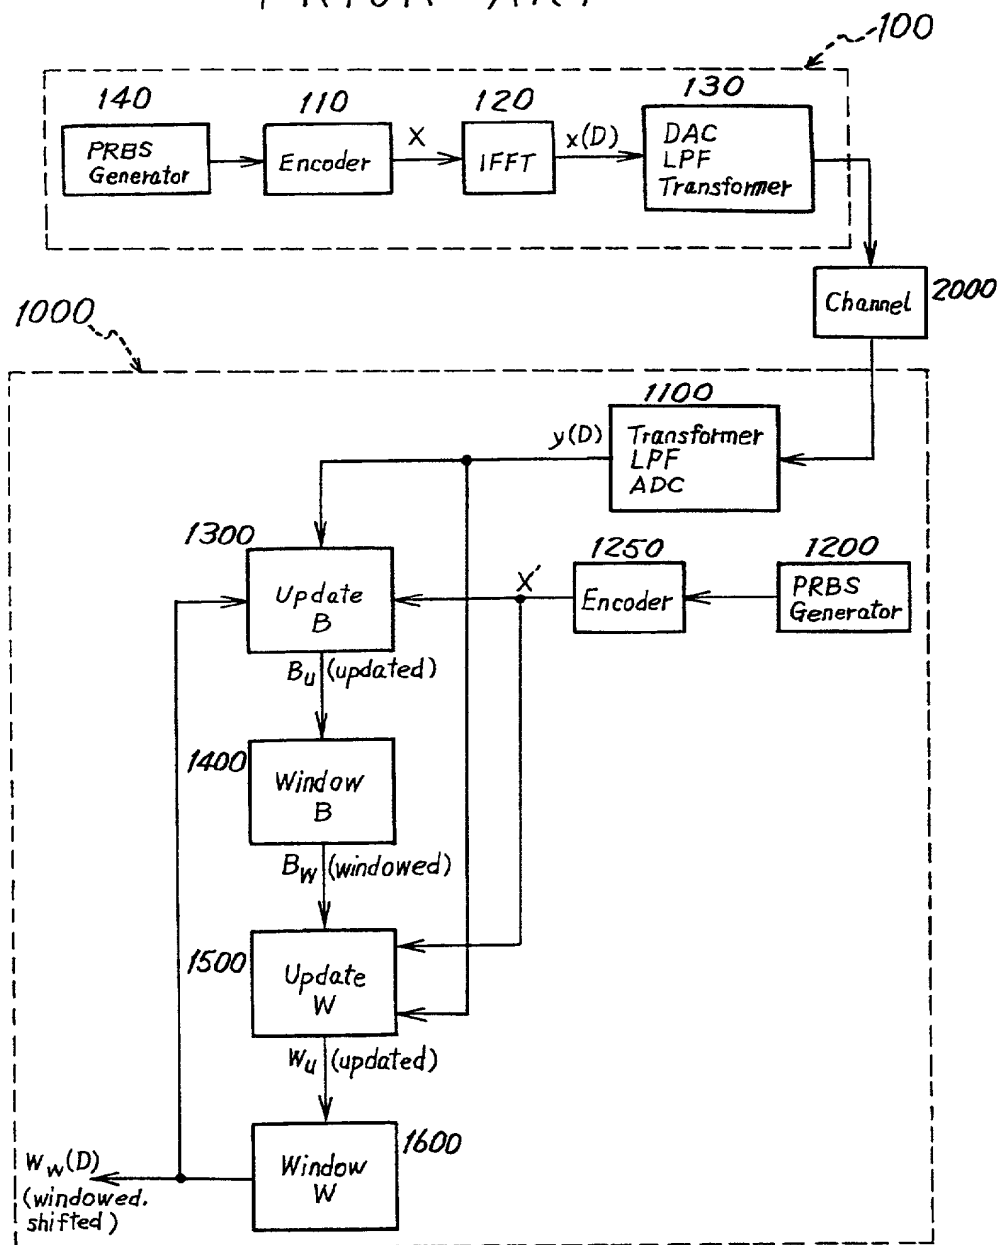 PRIOR ART
100
140
110
120
130
PRBS
Generator
Encoder
X
IFFT
x(D)
DAC
LPF
Transformer
Channel
2000
1000
1100
y(D)
Transformer
LPF
ADC
1300
1250
1200
Update
B
X'
Encoder
PRBS
Generator
Bu (updated)
1400
Window
B
Bw (windowed)
1500
Update
W
Wu (updated)
1600
Window
W
Ww(D)
(windowed.
shifted)